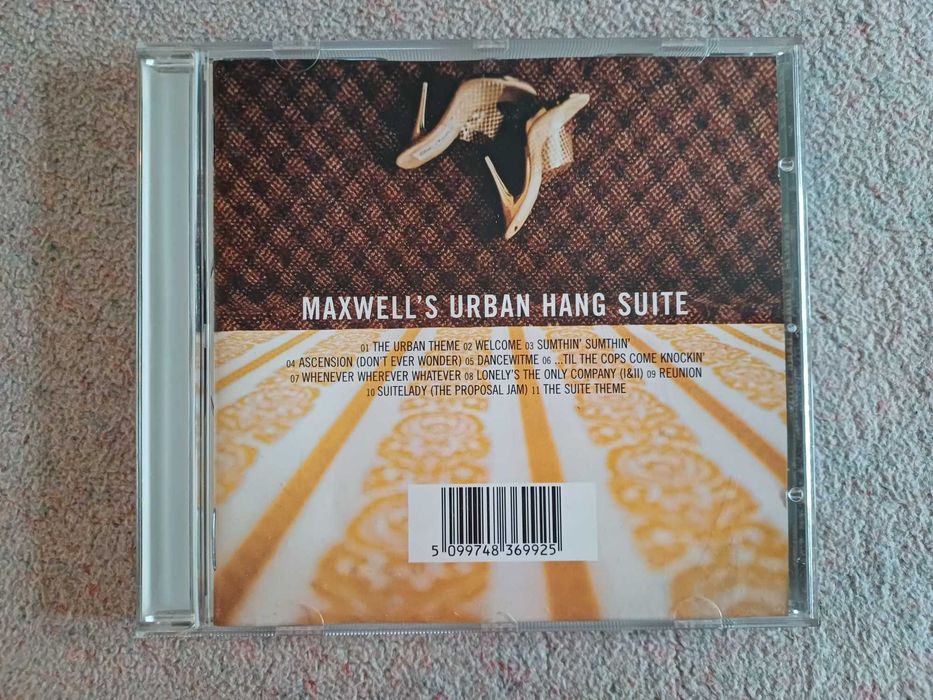 MAXWELL'S URBAN HANG SUITE
01 THE URBAN THEME 02 WELCOME 03 SUMTHIN' SUMTHIN'
04 ASCENSION (DON'T EVER WONDER) 05 DANCEWITME 06 ...TIL THE COPS COME KNOCKIN'
07 WHENEVER WHEREVER WHATEVER 08 LONELY'S THE ONLY COMPANY (I&II) 09 REUNION
10 SUITELADY (THE PROPOSAL JAM) 11 THE SUITE THEME
5 099748 369925